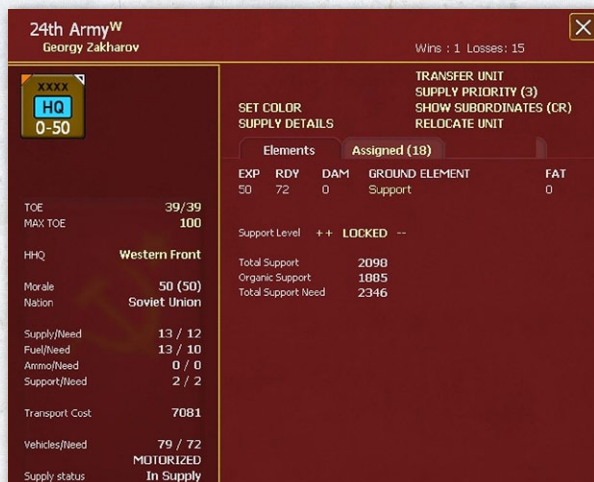 24th ArmyW
Georgy Zakharov
Wins : 1 Losses: 15
XXXX
HQ
0-50
SET COLOR
SUPPLY DETAILS
TRANSFER UNIT
SUPPLY PRIORITY (3)
SHOW SUBORDINATES (CR)
RELOCATE UNIT
Elements Assigned (18)
EXP RDY DAM GROUND ELEMENT FAT
50 72 0 Support 0
Support Level ++ LOCKED --
Total Support 2098
Organic Support 1885
Total Support Need 2346
TOE 39/39
MAX TOE 100
HHQ Western Front
Morale 50 (50)
Nation Soviet Union
Supply/Need 13 / 12
Fuel/Need 13 / 10
Ammo/Need 0 / 0
Support/Need 2 / 2
Transport Cost 7081
Vehicles/Need 79 / 72
MOTORIZED
Supply status In Supply